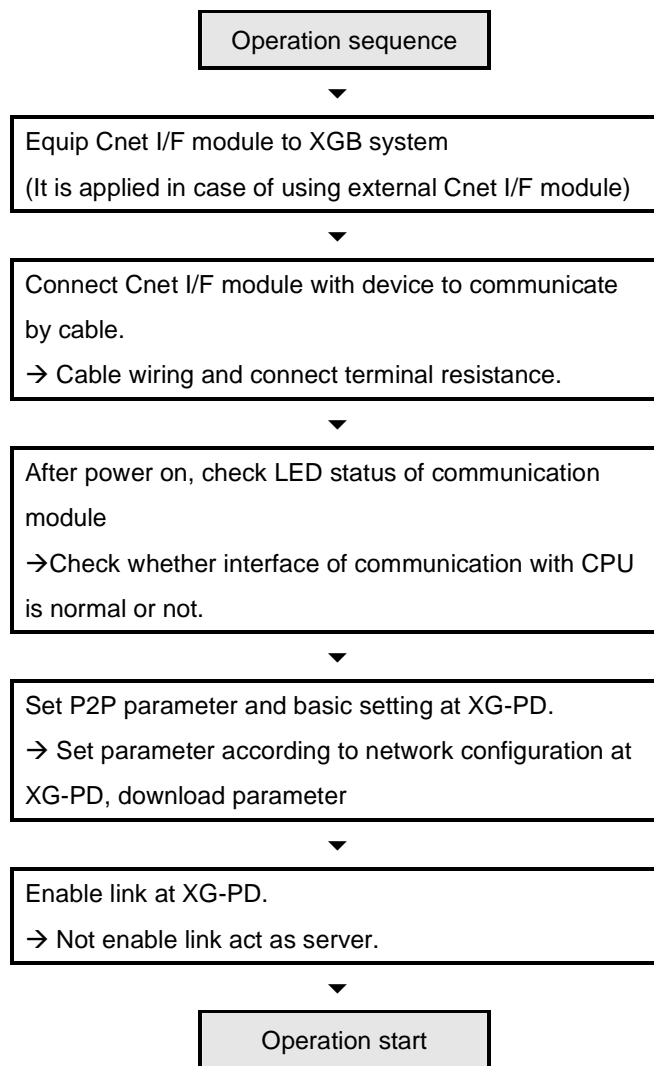 Operation sequence
Equip Cnet I/F module to XGB system
(It is applied in case of using external Cnet I/F module)
Connect Cnet I/F module with device to communicate
by cable.
→ Cable wiring and connect terminal resistance.
After power on, check LED status of communication
module
→Check whether interface of communication with CPU
is normal or not.
Set P2P parameter and basic setting at XG-PD.
→ Set parameter according to network configuration at
XG-PD, download parameter
Enable link at XG-PD.
→ Not enable link act as server.
Operation start